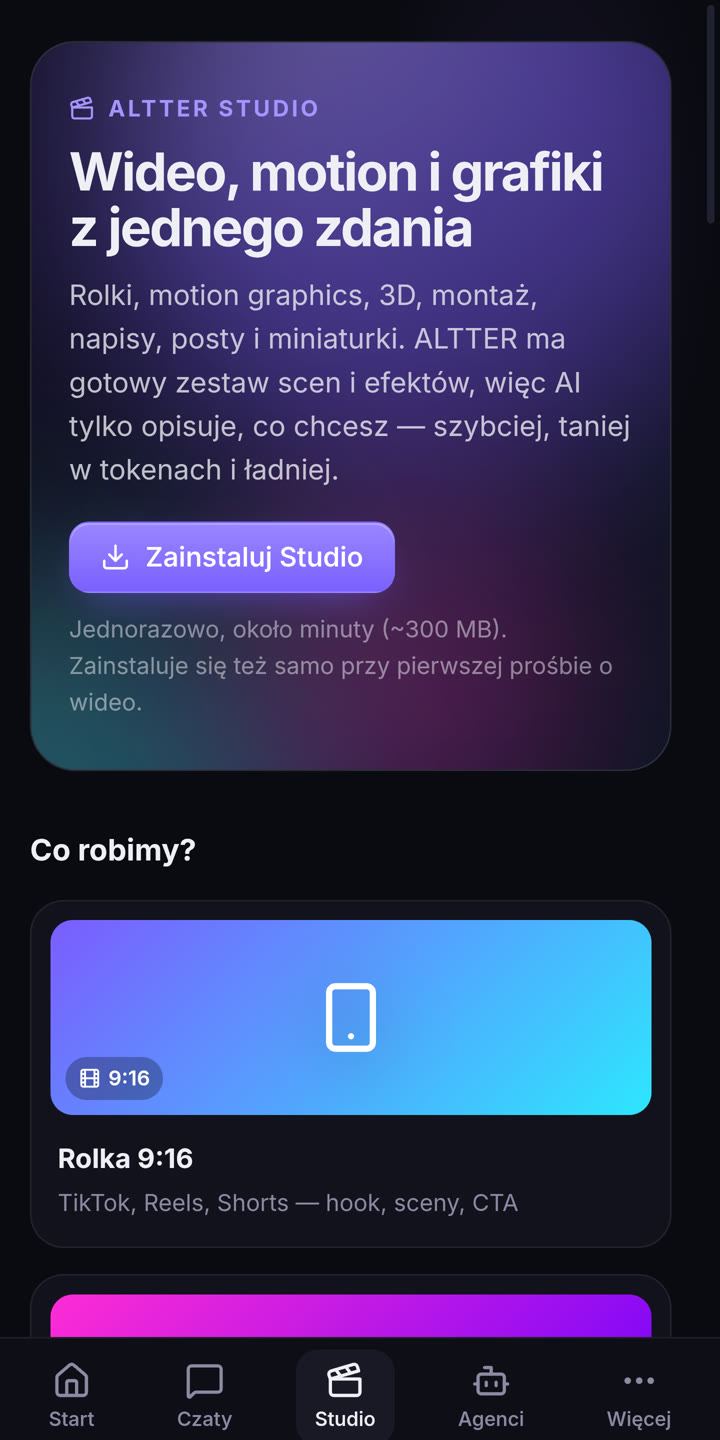 ALTTER STUDIO
Wideo, motion i grafiki
z jednego zdania
Rolki, motion graphics, 3D, montaż,
napisy, posty i miniaturki. ALTTER ma
gotowy zestaw scen i efektów, więc AI
tylko opisuje, co chcesz — szybciej, taniej
w tokenach i ładniej.
Zainstaluj Studio
Jednorazowo, około minuty (~300 MB).
Zainstaluje się też samo przy pierwszej prośbie o
wideo.
Co robimy?
9:16
Rolka 9:16
TikTok, Reels, Shorts — hook, sceny, CTA
Start
Czaty
Studio
Agenci
Więcej